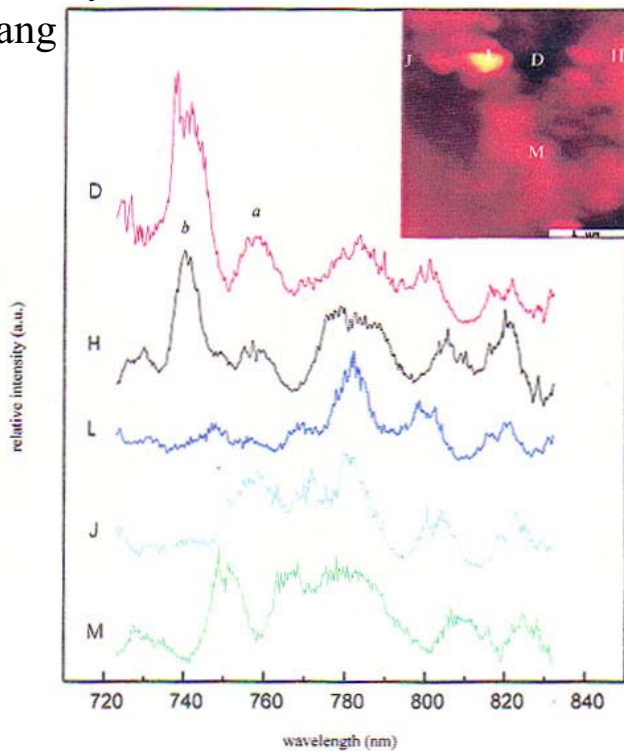 ang
J
D
H
M
D
a
b
H
L
J
M
relative intensity (a.u.)
720 740 760 780 800 820 840
wavelength (nm)